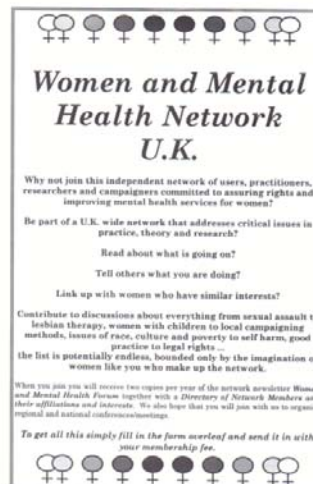 Women and Mental
Health Network
U.K.
Why not join this independent network of users, practitioners,
researchers and campaigners committed to assuring rights and
improving mental health services for women?
Be part of a U.K. wide network that addresses critical issues in
practice, theory and research?
Read about what is going on?
Tell others what you are doing?
Link up with women who have similar interests?
Contribute to discussions about everything from sexual assault t
lesbian therapy, women with children to local campaigning
methods, issues of race, culture and poverty to self harm, good
practice to legal rights ...
the list is potentially endless, bounded only by the imagination o
women like you who make up the network.
When you join you will receive two copies per year of the network newsletter Wome
and Mental Health Forum together with a Directory of Network Members a
their affiliations and interests. We also hope that you will join with us to organis
regional and national conferences/meetings.
To get all this simply fill in the form overleaf and send it in with
your membership fee.